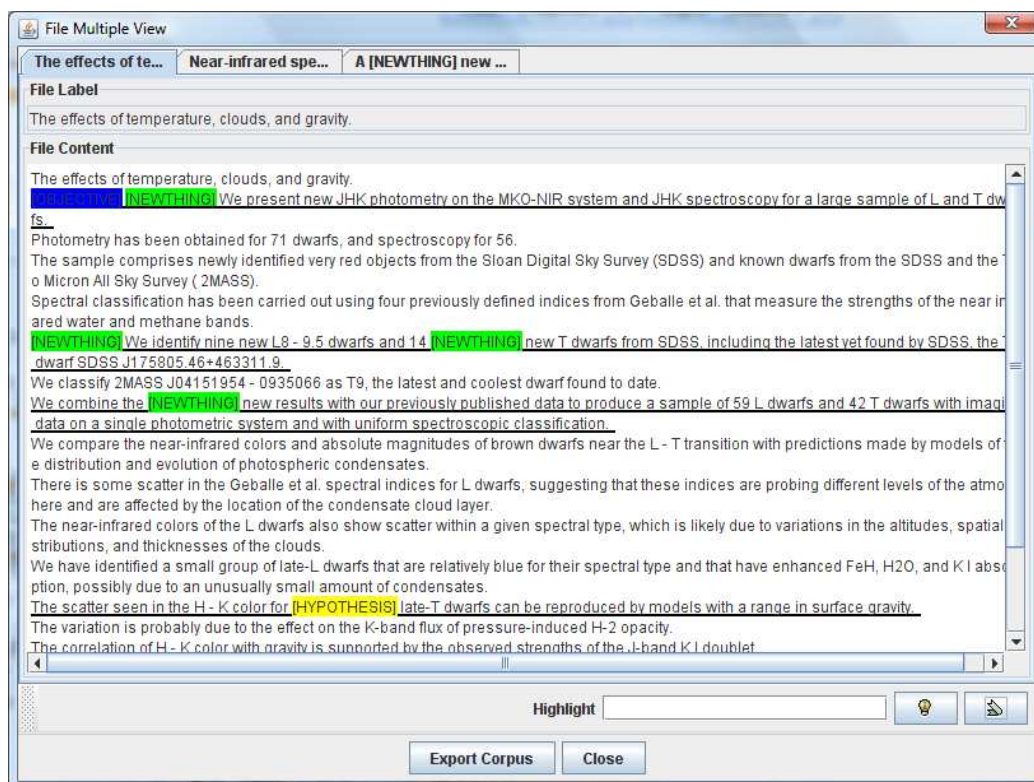 File Multiple View
The effects of te... Near-infrared spe... A [NEWTHING] new ...
File Label
The effects of temperature, clouds, and gravity.
File Content
The effects of temperature, clouds, and gravity.
[OBJECTIVE] [NEWTHING] We present new JHK photometry on the MKO-NIR system and JHK spectroscopy for a large sample of L and T dw
fs.
Photometry has been obtained for 71 dwarfs, and spectroscopy for 56.
The sample comprises newly identified very red objects from the Sloan Digital Sky Survey (SDSS) and known dwarfs from the SDSS and the T
o Micron All Sky Survey ( 2MASS).
Spectral classification has been carried out using four previously defined indices from Geballe et al. that measure the strengths of the near in
ared water and methane bands.
[NEWTHING] We identify nine new L8 - 9.5 dwarfs and 14 [NEWTHING] new T dwarfs from SDSS, including the latest yet found by SDSS, the T
dwarf SDSS J175805.46+463311.9.
We classify 2MASS J04151954 - 0935066 as T9, the latest and coolest dwarf found to date.
We combine the [NEWTHING] new results with our previously published data to produce a sample of 59 L dwarfs and 42 T dwarfs with imagi
data on a single photometric system and with uniform spectroscopic classification.
We compare the near-infrared colors and absolute magnitudes of brown dwarfs near the L - T transition with predictions made by models of
e distribution and evolution of photospheric condensates.
There is some scatter in the Geballe et al. spectral indices for L dwarfs, suggesting that these indices are probing different levels of the atmo
here and are affected by the location of the condensate cloud layer.
The near-infrared colors of the L dwarfs also show scatter within a given spectral type, which is likely due to variations in the altitudes, spatial
stributions, and thicknesses of the clouds.
We have identified a small group of late-L dwarfs that are relatively blue for their spectral type and that have enhanced FeH, H2O, and K I abso
ption, possibly due to an unusually small amount of condensates.
The scatter seen in the H - K color for [HYPOTHESIS] late-T dwarfs can be reproduced by models with a range in surface gravity.
The variation is probably due to the effect on the K-band flux of pressure-induced H-2 opacity.
The correlation of H - K color with gravity is supported by the observed strengths of the J-band K I doublet
Highlight
Export Corpus Close